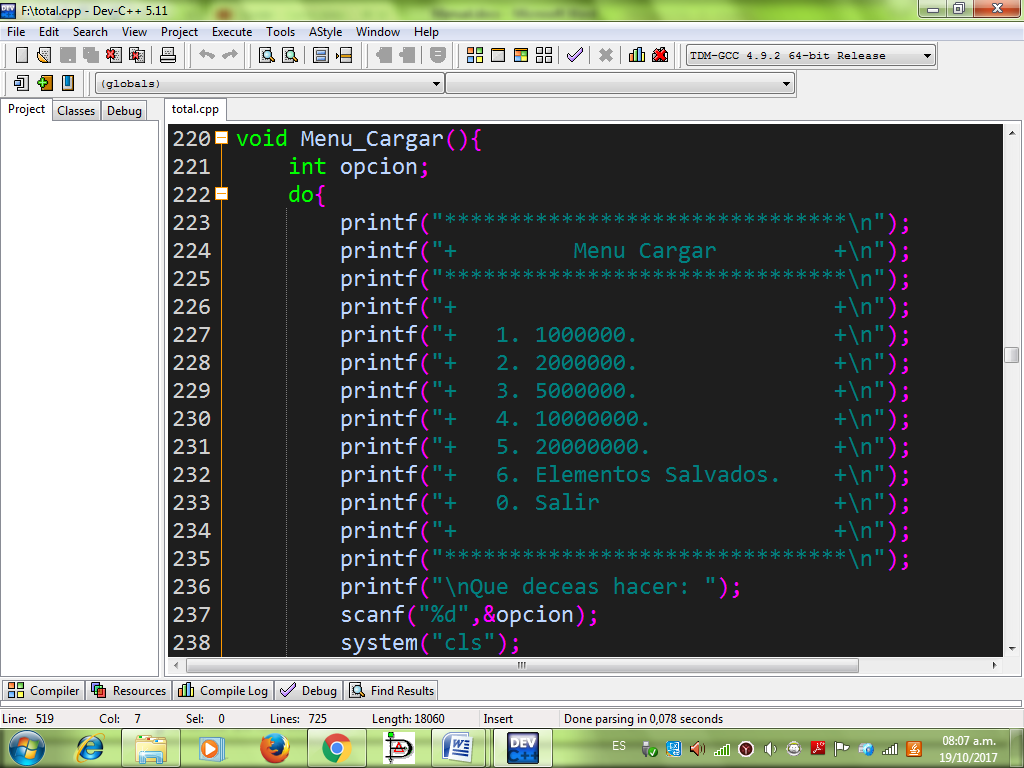 F:\total.cpp - Dev-C++ 5.11
File Edit Search View Project Execute Tools AStyle Window Help
TDM-GCC 4.9.2 64-bit Release
(globals)
Project Classes Debug
total.cpp
220 void Menu_Cargar(){
221 int opcion;
222 do{
223 printf("*******************************\n");
224 printf("+         Menu Cargar         +\n");
225 printf("*******************************\n");
226 printf("+                             +\n");
227 printf("+   1. 1000000.               +\n");
228 printf("+   2. 2000000.               +\n");
229 printf("+   3. 5000000.               +\n");
230 printf("+   4. 10000000.              +\n");
231 printf("+   5. 20000000.              +\n");
232 printf("+   6. Elementos Salvados.    +\n");
233 printf("+   0. Salir                  +\n");
234 printf("+                             +\n");
235 printf("*******************************\n");
236 printf("\nQue deceas hacer: ");
237 scanf("%d",&opcion);
238 system("cls");
Compiler Resources Compile Log Debug Find Results
Line: 519 Col: 7 Sel: 0 Lines: 725 Length: 18060 Insert Done parsing in 0,078 seconds
DEV C++
ES
08:07 a.m.
19/10/2017